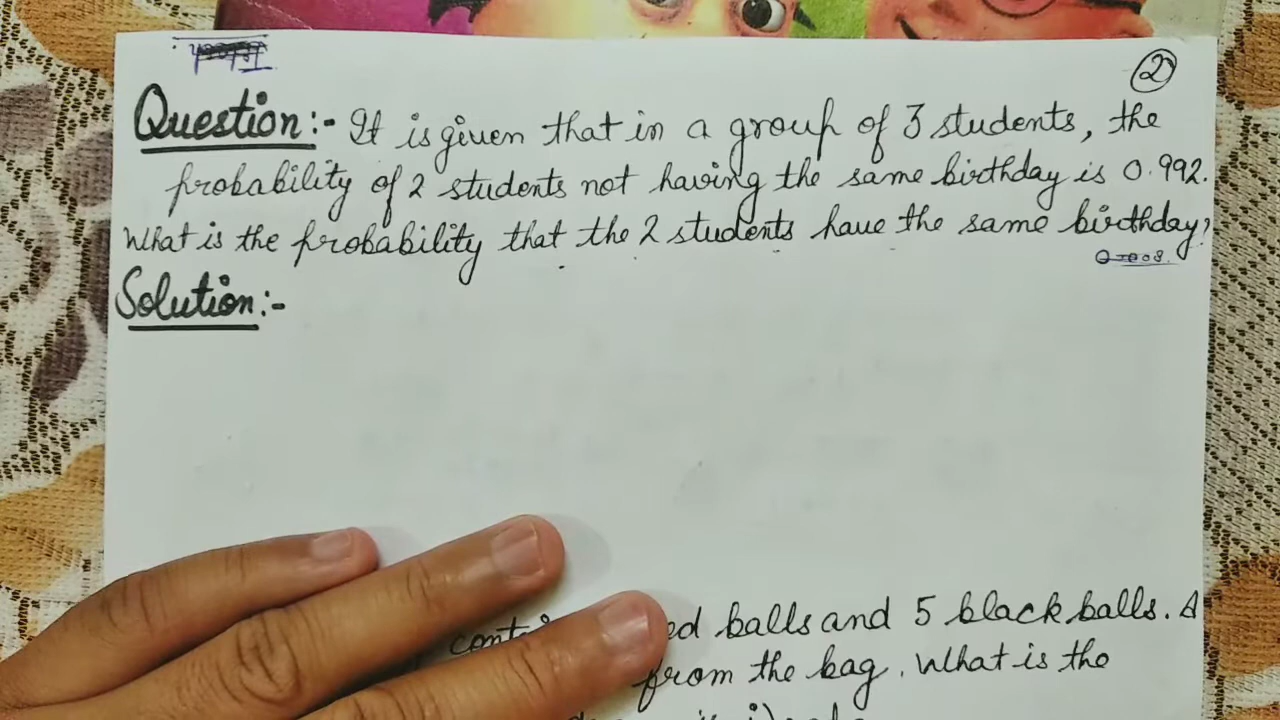 ②
Question:- It is given that in a group of 3 students, the
probability of 2 students not having the same birthday is 0.992.
What is the probability that the 2 students have the same birthday?
Solution:-
ed balls and 5 black balls. A
from the bag. What is the